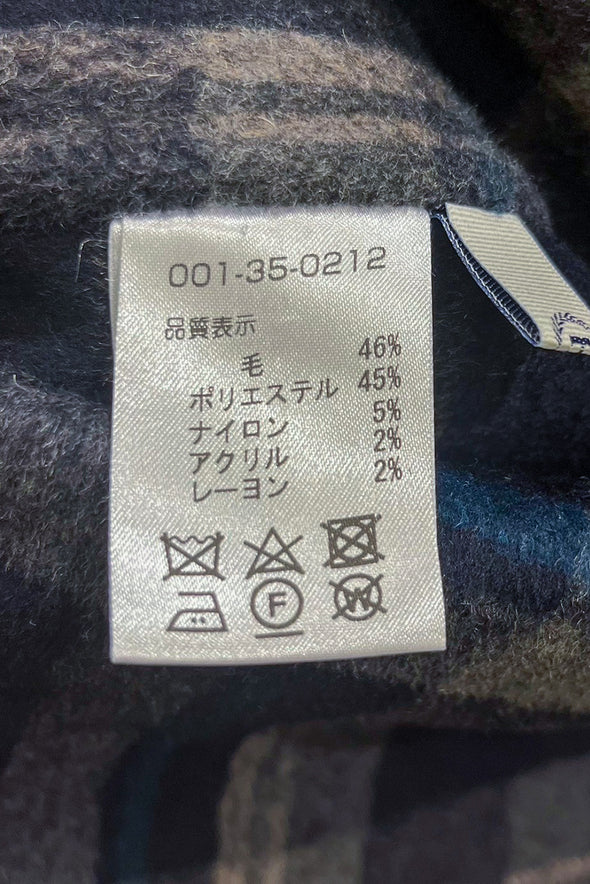 001-35-0212
品質表示
毛 46%
ポリエステル 45%
ナイロン 5%
アクリル 2%
レーヨン 2%
F
W